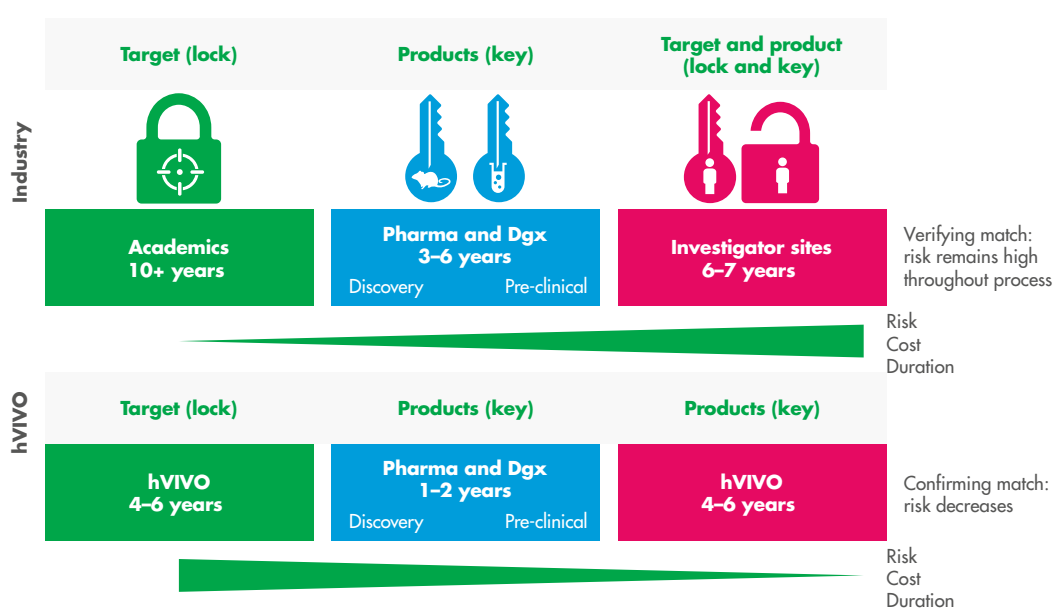 Target (lock)
Products (key)
Target and product
(lock and key)
Industry
Academics
10+ years
Pharma and Dgx
3–6 years
Discovery
Pre-clinical
Investigator sites
6–7 years
Verifying match:
risk remains high
throughout process
Risk
Cost
Duration
hVIVO
Target (lock)
Products (key)
Products (key)
hVIVO
4–6 years
Pharma and Dgx
1–2 years
Discovery
Pre-clinical
hVIVO
4–6 years
Confirming match:
risk decreases
Risk
Cost
Duration